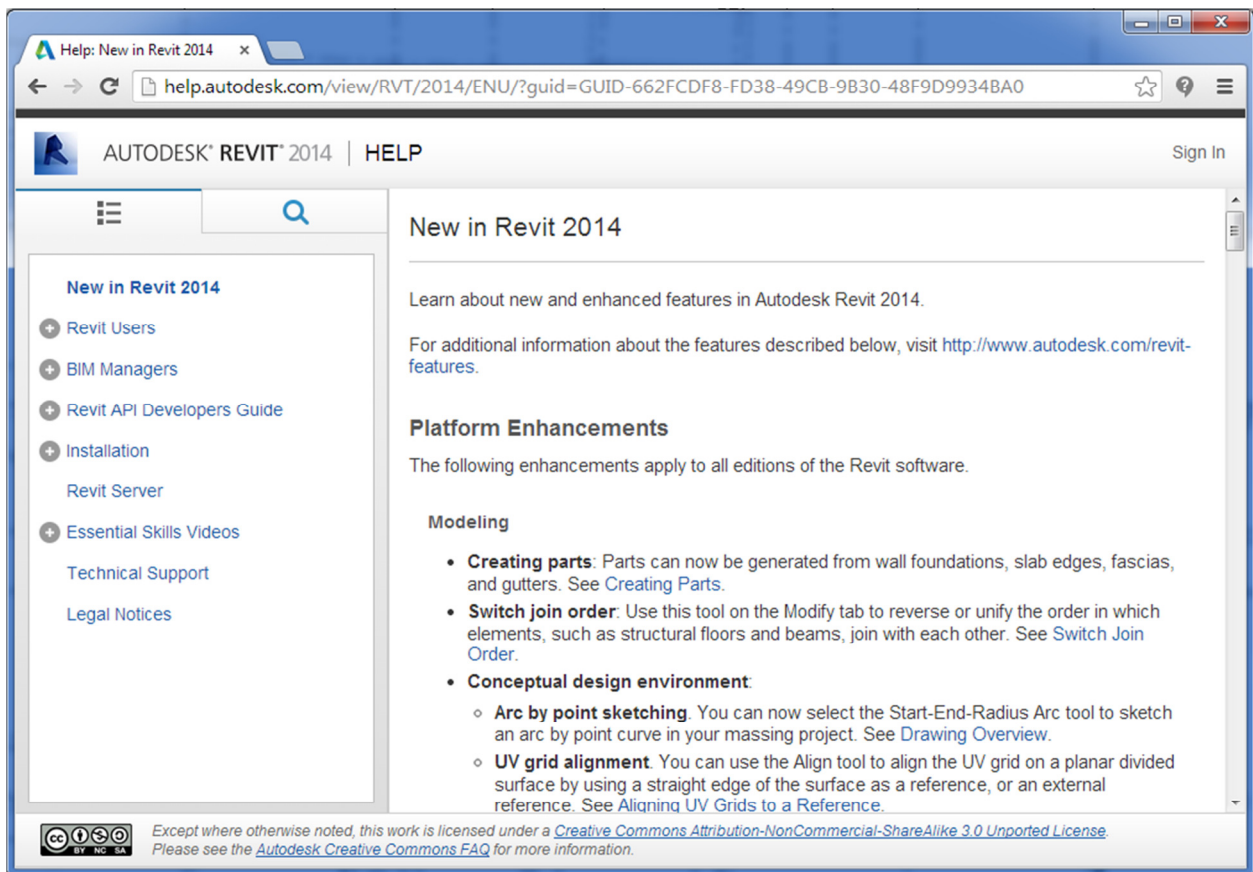 Help: New in Revit 2014
help.autodesk.com/view/RVT/2014/ENU/?guid=GUID-662FCDF8-FD38-49CB-9B30-48F9D9934BA0
AUTODESK® REVIT® 2014 | HELP
Sign In
New in Revit 2014
Revit Users
BIM Managers
Revit API Developers Guide
Installation
Revit Server
Essential Skills Videos
Technical Support
Legal Notices
New in Revit 2014
Learn about new and enhanced features in Autodesk Revit 2014.
For additional information about the features described below, visit http://www.autodesk.com/revit-
features.
Platform Enhancements
The following enhancements apply to all editions of the Revit software.
Modeling
• Creating parts: Parts can now be generated from wall foundations, slab edges, fascias,
and gutters. See Creating Parts.
• Switch join order: Use this tool on the Modify tab to reverse or unify the order in which
elements, such as structural floors and beams, join with each other. See Switch Join
Order.
• Conceptual design environment:
◦ Arc by point sketching. You can now select the Start-End-Radius Arc tool to sketch
an arc by point curve in your massing project. See Drawing Overview.
◦ UV grid alignment. You can use the Align tool to align the UV grid on a planar divided
surface by using a straight edge of the surface as a reference, or an external
reference. See Aligning UV Grids to a Reference.
cc
BY NC SA
Except where otherwise noted, this work is licensed under a Creative Commons Attribution-NonCommercial-ShareAlike 3.0 Unported License.
Please see the Autodesk Creative Commons FAQ for more information.